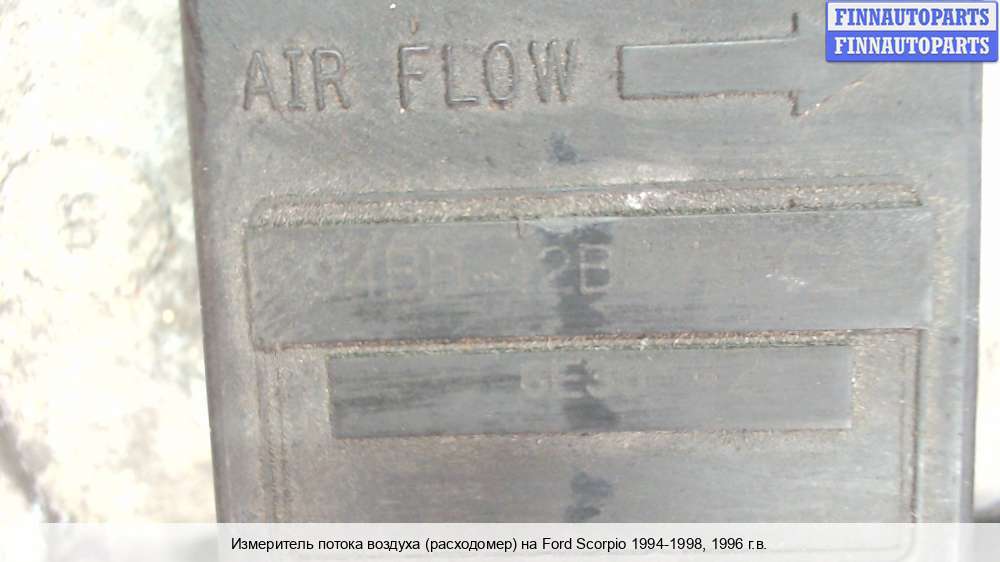 FINNAUTOPARTS
FINNAUTOPARTS
AIR FLOW
Измеритель потока воздуха (расходомер) на Ford Scorpio 1994-1998, 1996 г.в.